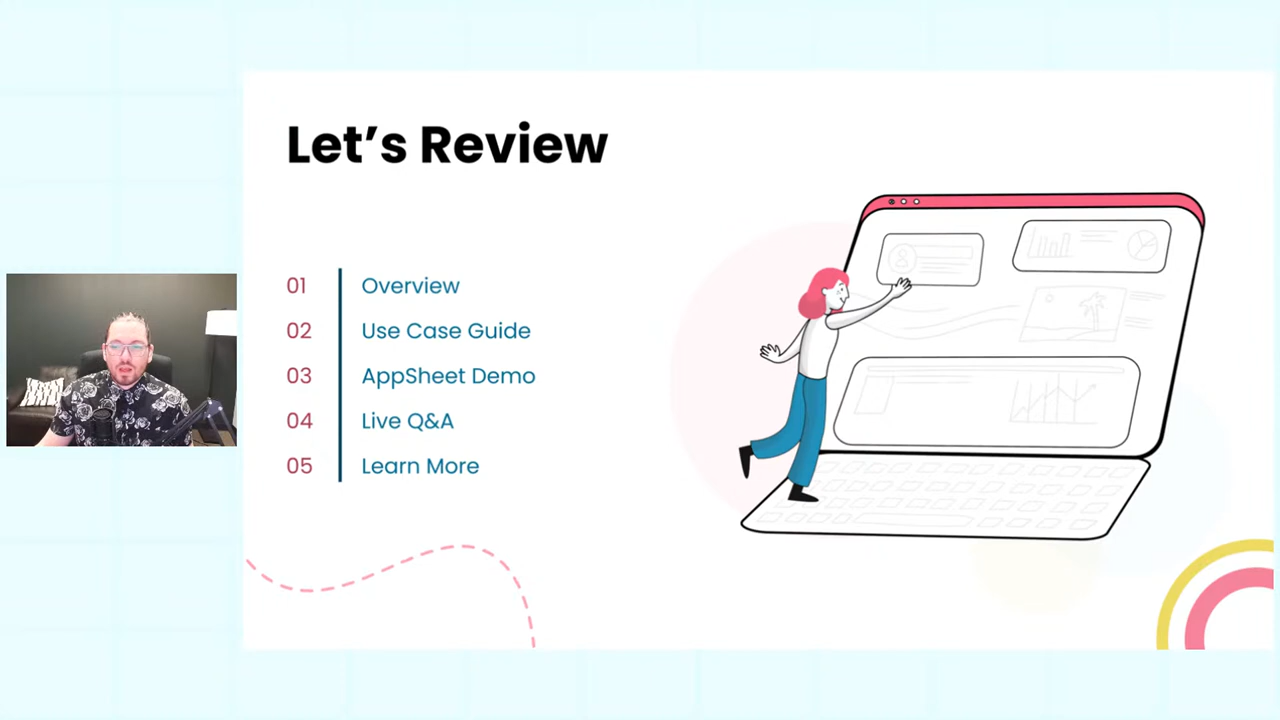 Let’s Review
01 Overview
02 Use Case Guide
03 AppSheet Demo
04 Live Q&A
05 Learn More